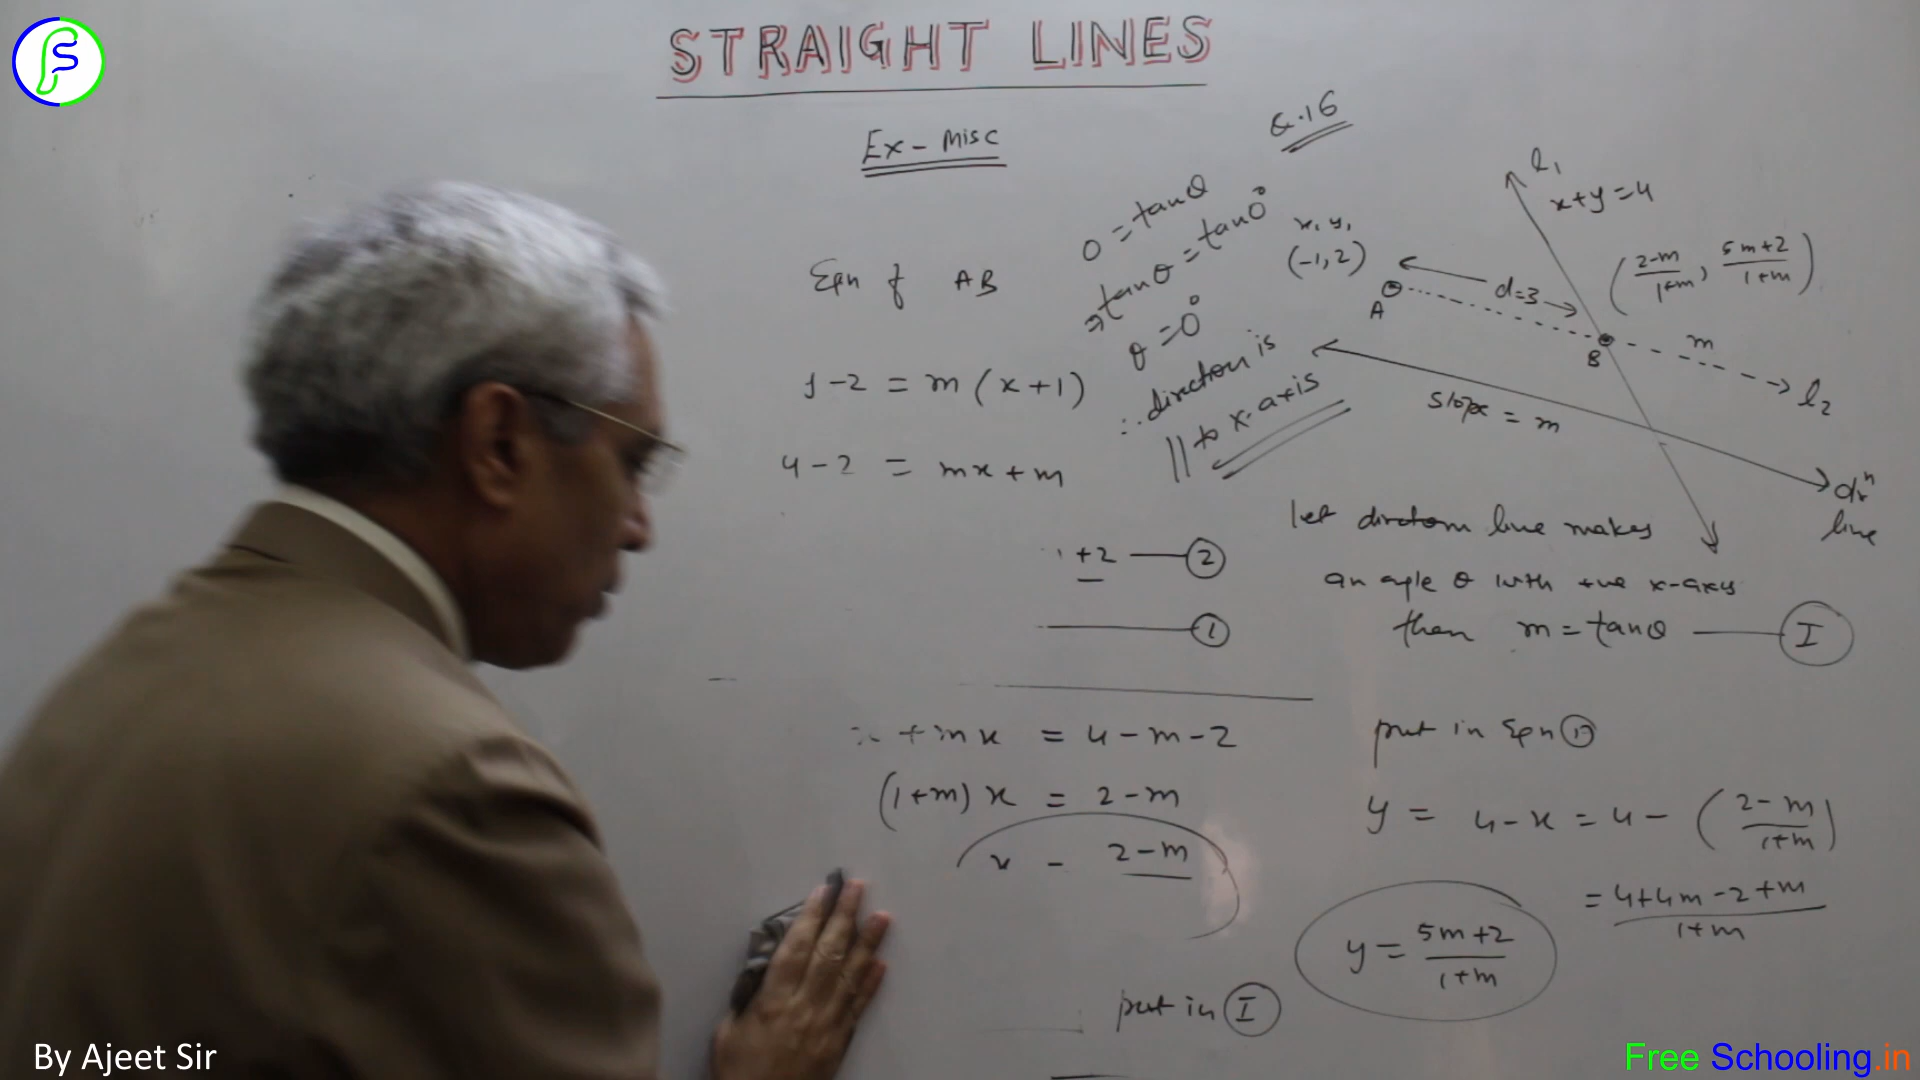 STRAIGHT LINES
Ex - Misc
Q.16
Eqn of AB
y-2 = m(x+1)
y-2 = mx+m
+2 —— ②
—— ①
x+mx = 4-m-2
(1+m)x = 2-m
x = 2-m
put in Ⓘ
0 = tanθ
⇒ tanθ = tan0°
θ = 0°
∴ direction is
|| to x-axis
x₁ y₁
(-1,2)
A
d=3
B
l₁
x+y=4
(2-m/1+m, 5m+2/1+m)
m
l₂
slope = m
drⁿ
line
let directom line makes
an agle θ with +ve x-axis
then m = tanθ —— Ⓘ
put in Eqn ①
y = 4-x = 4-(2-m/1+m)
= 4+4m-2+m/1+m
y = 5m+2/1+m
By Ajeet Sir
Free Schooling.in